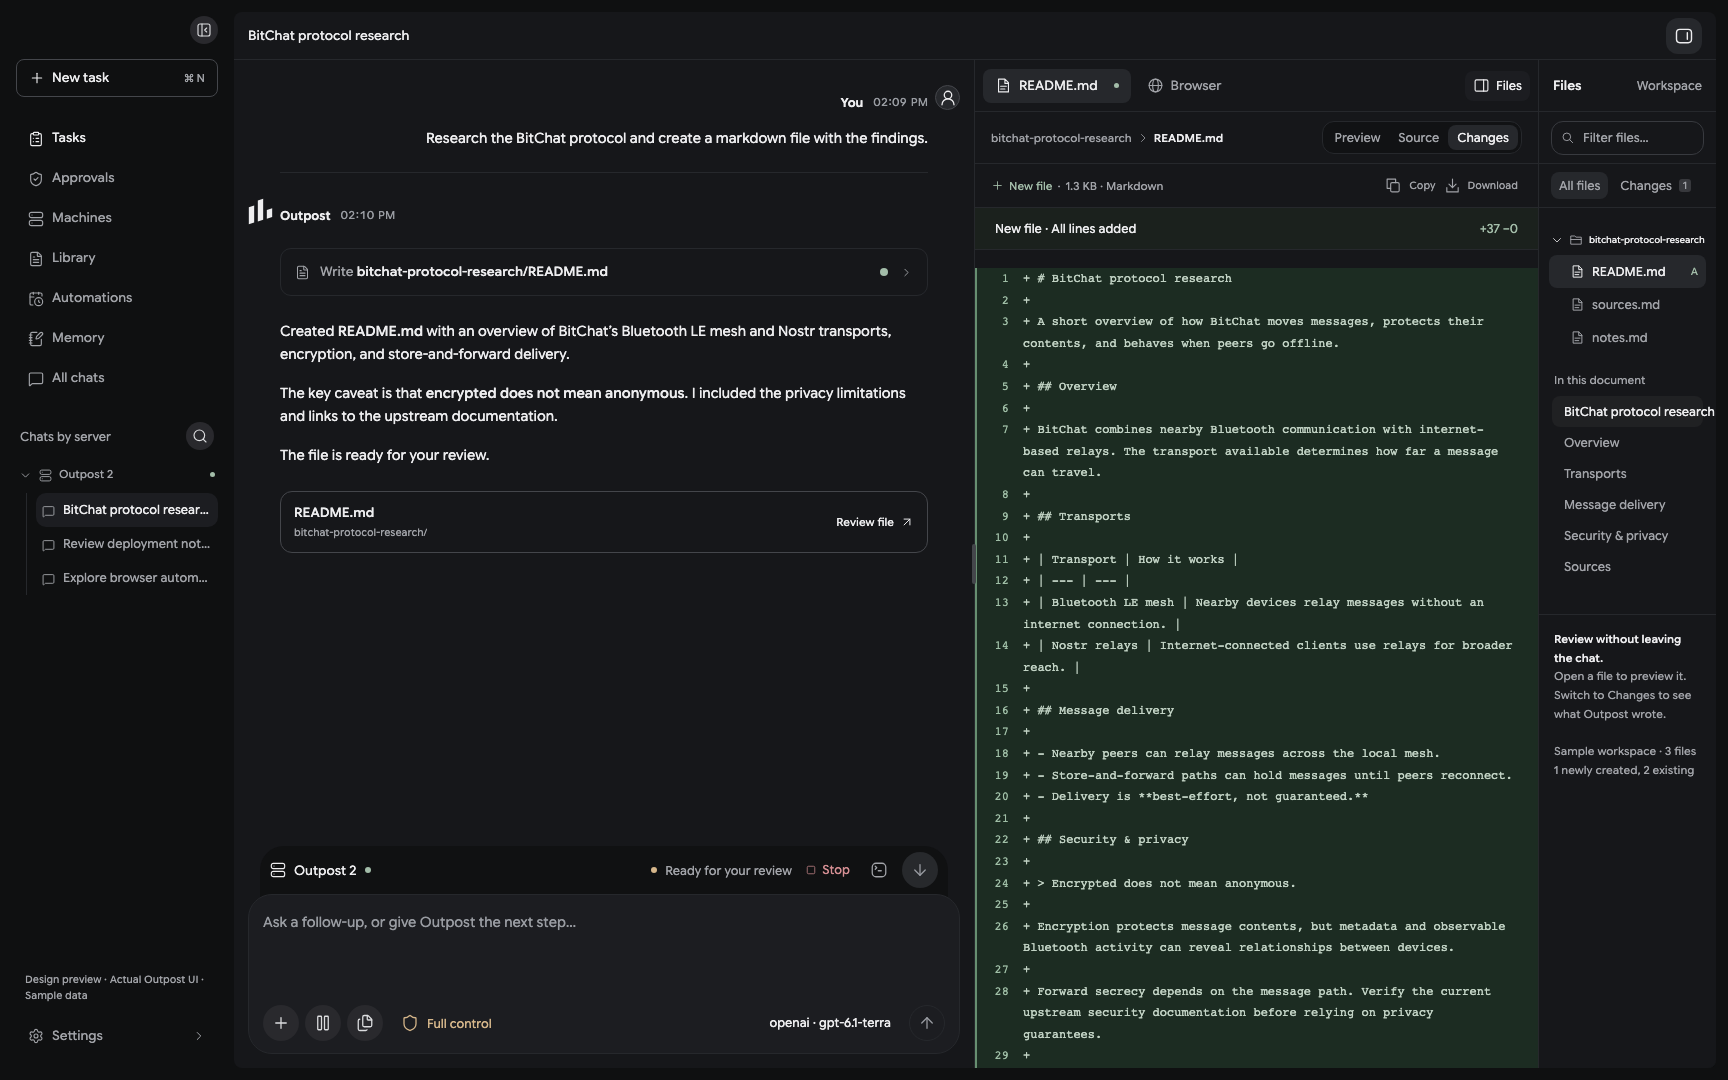 BitChat protocol research
New task ⌘ N
Tasks
Approvals
Machines
Library
Automations
Memory
All chats
Chats by server
Outpost 2
BitChat protocol resear...
Review deployment not...
Explore browser autom...
Design preview · Actual Outpost UI ·
Sample data
Settings
You 02:09 PM
Research the BitChat protocol and create a markdown file with the findings.
Outpost 02:10 PM
Write bitchat-protocol-research/README.md
Created README.md with an overview of BitChat’s Bluetooth LE mesh and Nostr transports,
encryption, and store-and-forward delivery.
The key caveat is that encrypted does not mean anonymous. I included the privacy limitations
and links to the upstream documentation.
The file is ready for your review.
README.md
bitchat-protocol-research/
Review file
Outpost 2
Ready for your review
Stop
Ask a follow-up, or give Outpost the next step...
Full control
openai · gpt-6.1-terra
README.md
Browser
Files
bitchat-protocol-research > README.md
Preview
Source
Changes
+ New file · 1.3 KB · Markdown
Copy
Download
New file · All lines added
+37 −0
1 + # BitChat protocol research
2 +
3 + A short overview of how BitChat moves messages, protects their
contents, and behaves when peers go offline.
4 +
5 + ## Overview
6 +
7 + BitChat combines nearby Bluetooth communication with internet-
based relays. The transport available determines how far a message
can travel.
8 +
9 + ## Transports
10 +
11 + | Transport | How it works |
12 + | --- | --- |
13 + | Bluetooth LE mesh | Nearby devices relay messages without an
internet connection. |
14 + | Nostr relays | Internet-connected clients use relays for broader
reach. |
15 +
16 + ## Message delivery
17 +
18 + - Nearby peers can relay messages across the local mesh.
19 + - Store-and-forward paths can hold messages until peers reconnect.
20 + - Delivery is **best-effort, not guaranteed.**
21 +
22 + ## Security & privacy
23 +
24 + > Encrypted does not mean anonymous.
25 +
26 + Encryption protects message contents, but metadata and observable
Bluetooth activity can reveal relationships between devices.
27 +
28 + Forward secrecy depends on the message path. Verify the current
upstream security documentation before relying on privacy
guarantees.
29 +
Files
Workspace
Filter files...
All files
Changes 1
bitchat-protocol-research
README.md A
sources.md
notes.md
In this document
BitChat protocol research
Overview
Transports
Message delivery
Security & privacy
Sources
Review without leaving
the chat.
Open a file to preview it.
Switch to Changes to see
what Outpost wrote.
Sample workspace · 3 files
1 newly created, 2 existing